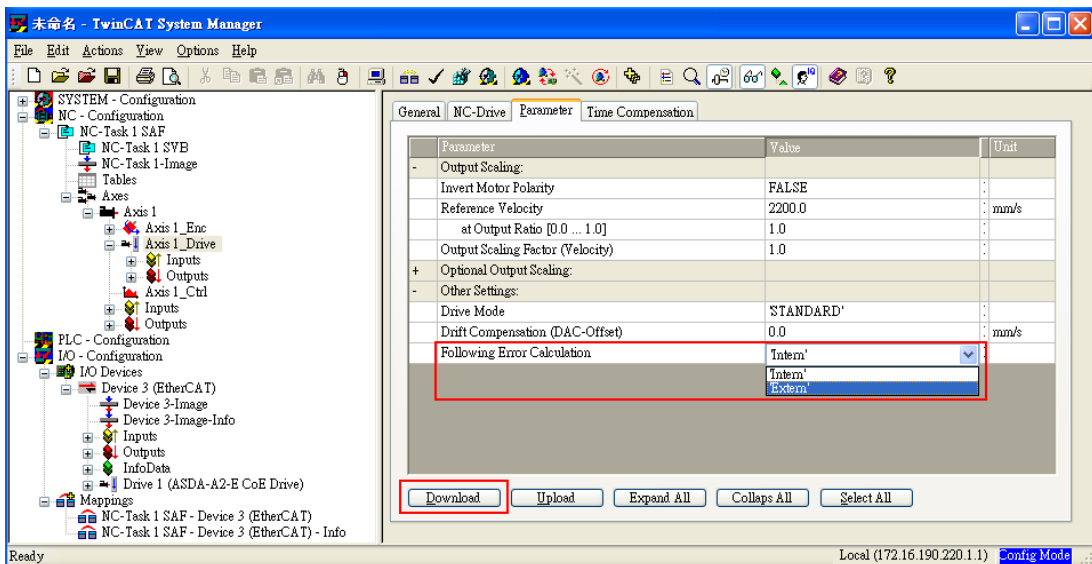 未命名 - TwinCAT System Manager
File Edit Actions View Options Help
SYSTEM - Configuration
NC - Configuration
NC-Task 1 SAF
NC-Task 1 SVB
NC-Task 1-Image
Tables
Axes
Axis 1
Axis 1_Enc
Axis 1_Drive
Inputs
Outputs
Axis 1_Ctrl
Inputs
Outputs
PLC - Configuration
I/O - Configuration
I/O Devices
Device 3 (EtherCAT)
Device 3-Image
Device 3-Image-Info
Inputs
Outputs
InfoData
Drive 1 (ASDA-A2-E CoE Drive)
Mappings
NC-Task 1 SAF - Device 3 (EtherCAT)
NC-Task 1 SAF - Device 3 (EtherCAT) - Info
General NC-Drive Parameter Time Compensation
Parameter Value Unit
- Output Scaling:
Invert Motor Polarity FALSE
Reference Velocity 2200.0 mm/s
at Output Ratio [0.0 ... 1.0] 1.0
Output Scaling Factor (Velocity) 1.0
+ Optional Output Scaling:
- Other Settings:
Drive Mode 'STANDARD'
Drift Compensation (DAC-Offset) 0.0 mm/s
Following Error Calculation 'Intern'
'Intern'
'Extern'
Download Upload Expand All Collaps All Select All
Ready Local (172.16.190.220.1.1) Config Mode